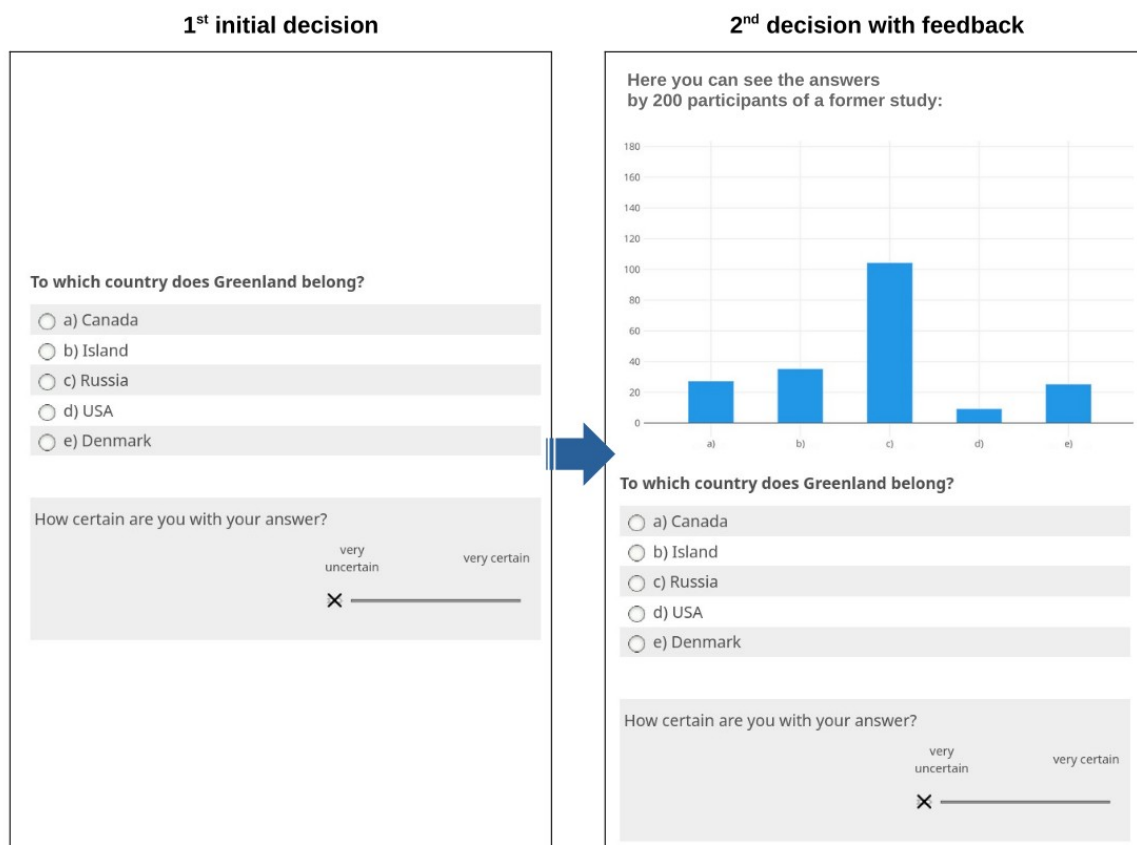 1st initial decision
To which country does Greenland belong?
a) Canada
b) Island
c) Russia
d) USA
e) Denmark
How certain are you with your answer?
very
uncertain
very certain
2nd decision with feedback
Here you can see the answers
by 200 participants of a former study:
180
160
140
120
100
80
60
40
20
0
a) b) c) d) e)
To which country does Greenland belong?
a) Canada
b) Island
c) Russia
d) USA
e) Denmark
How certain are you with your answer?
very
uncertain
very certain